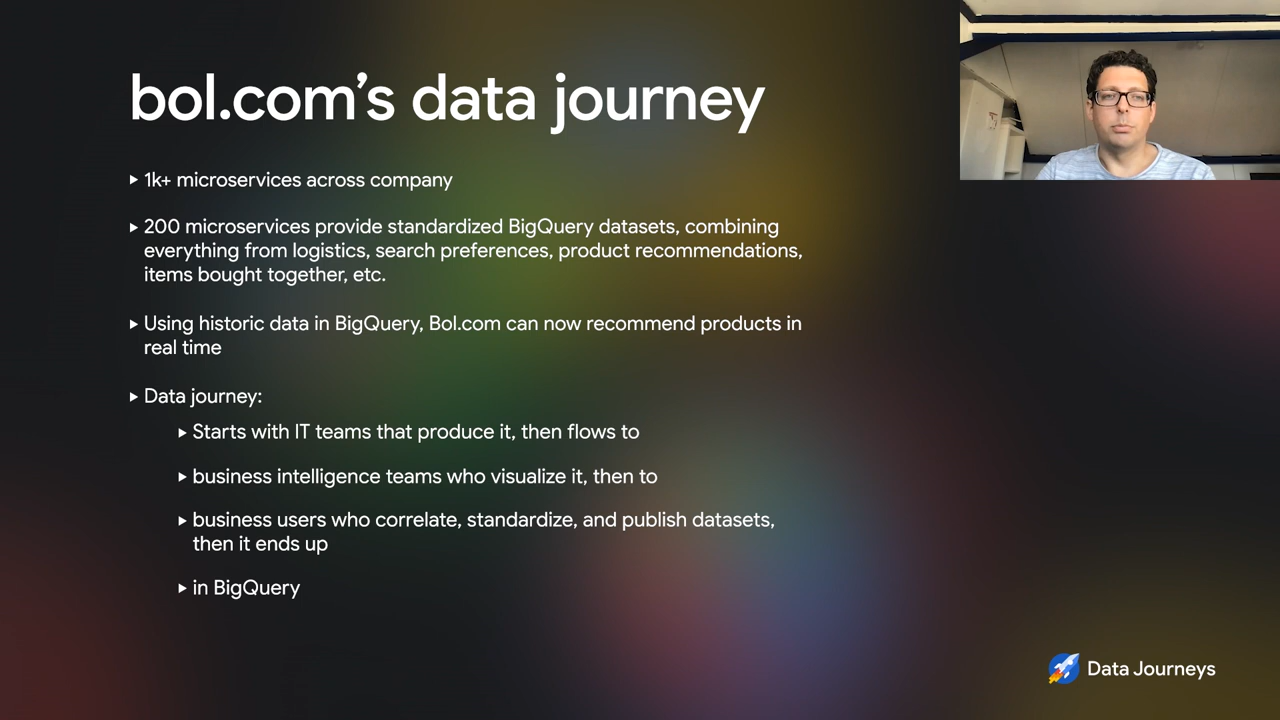 bol.com’s data journey
1k+ microservices across company
200 microservices provide standardized BigQuery datasets, combining
everything from logistics, search preferences, product recommendations,
items bought together, etc.
Using historic data in BigQuery, Bol.com can now recommend products in
real time
Data journey:
Starts with IT teams that produce it, then flows to
business intelligence teams who visualize it, then to
business users who correlate, standardize, and publish datasets,
then it ends up
in BigQuery
Data Journeys